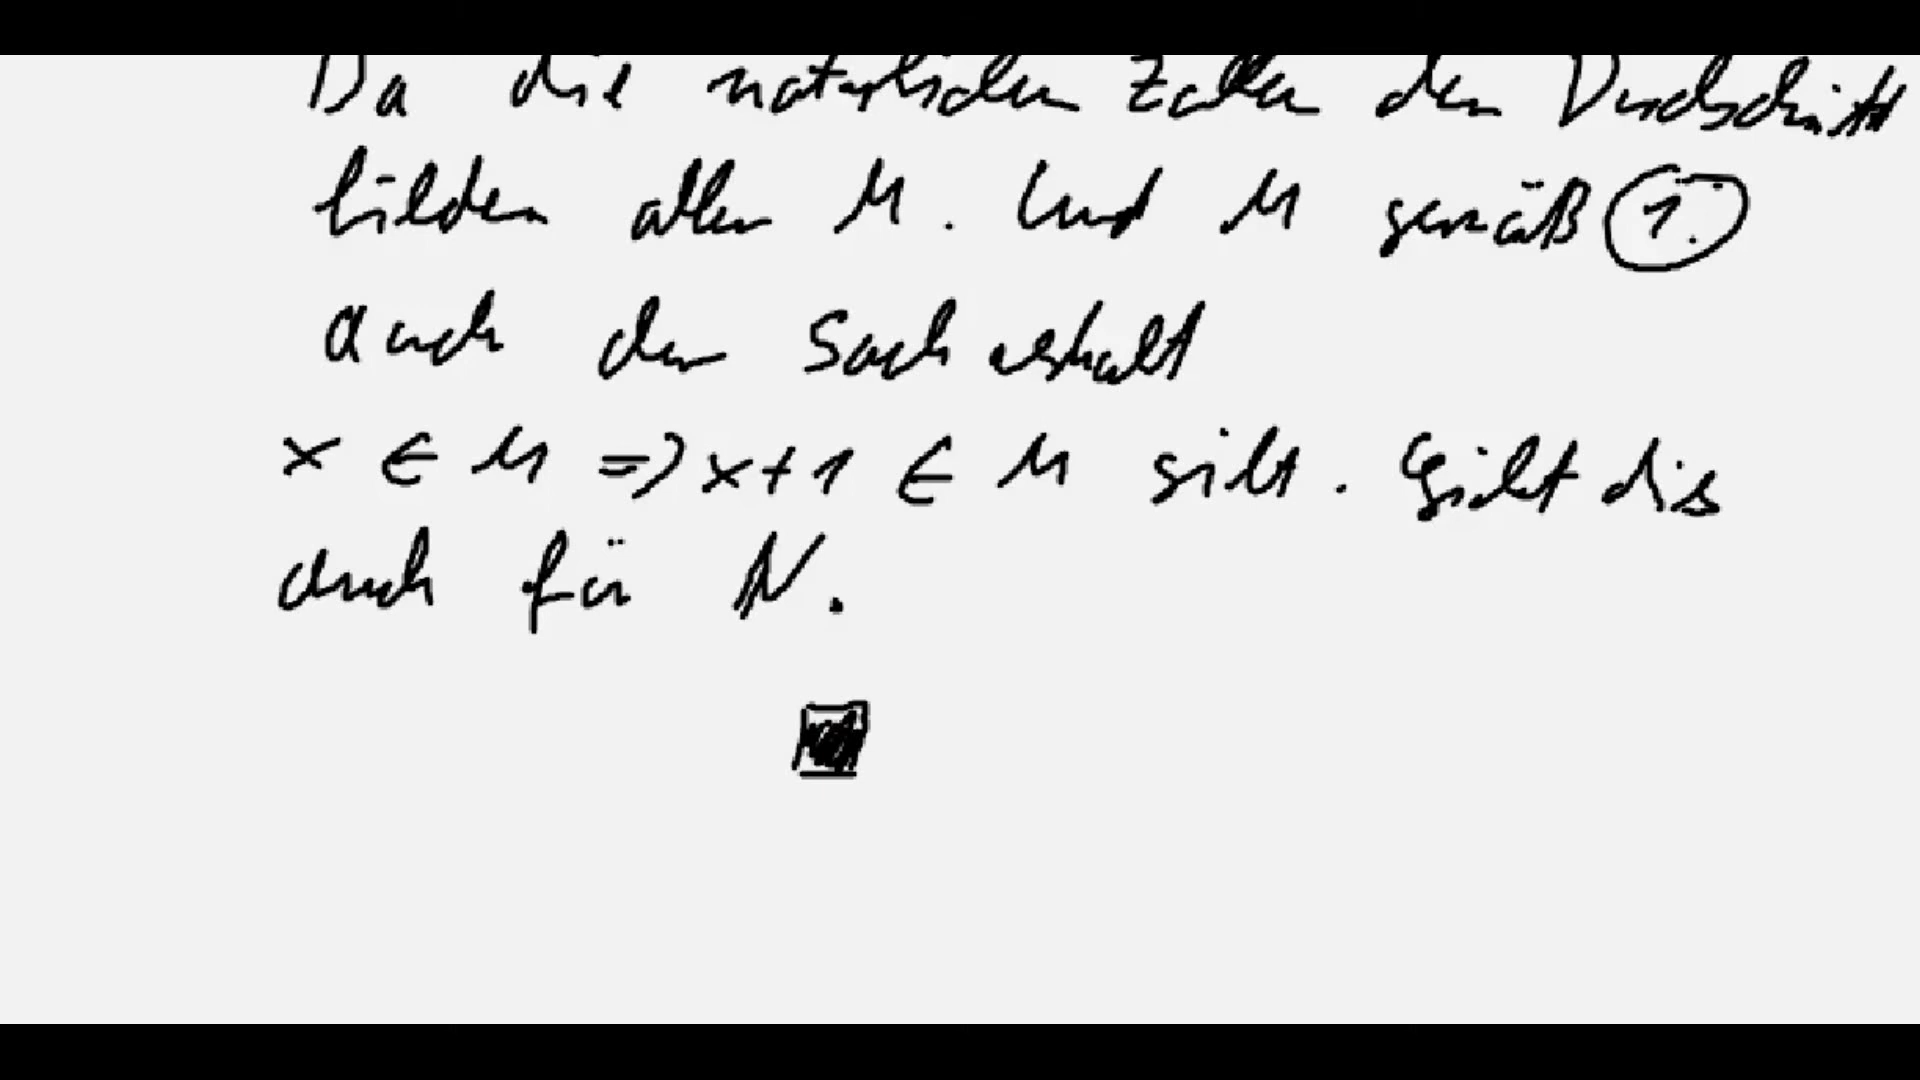 Da die natürlichen Zahlen den Durchschnitt
bilden aller M. Und M gemäß 1.
auch der Sachverhalt
x ∈ M => x+1 ∈ M gilt. Gilt dies
auch für N.